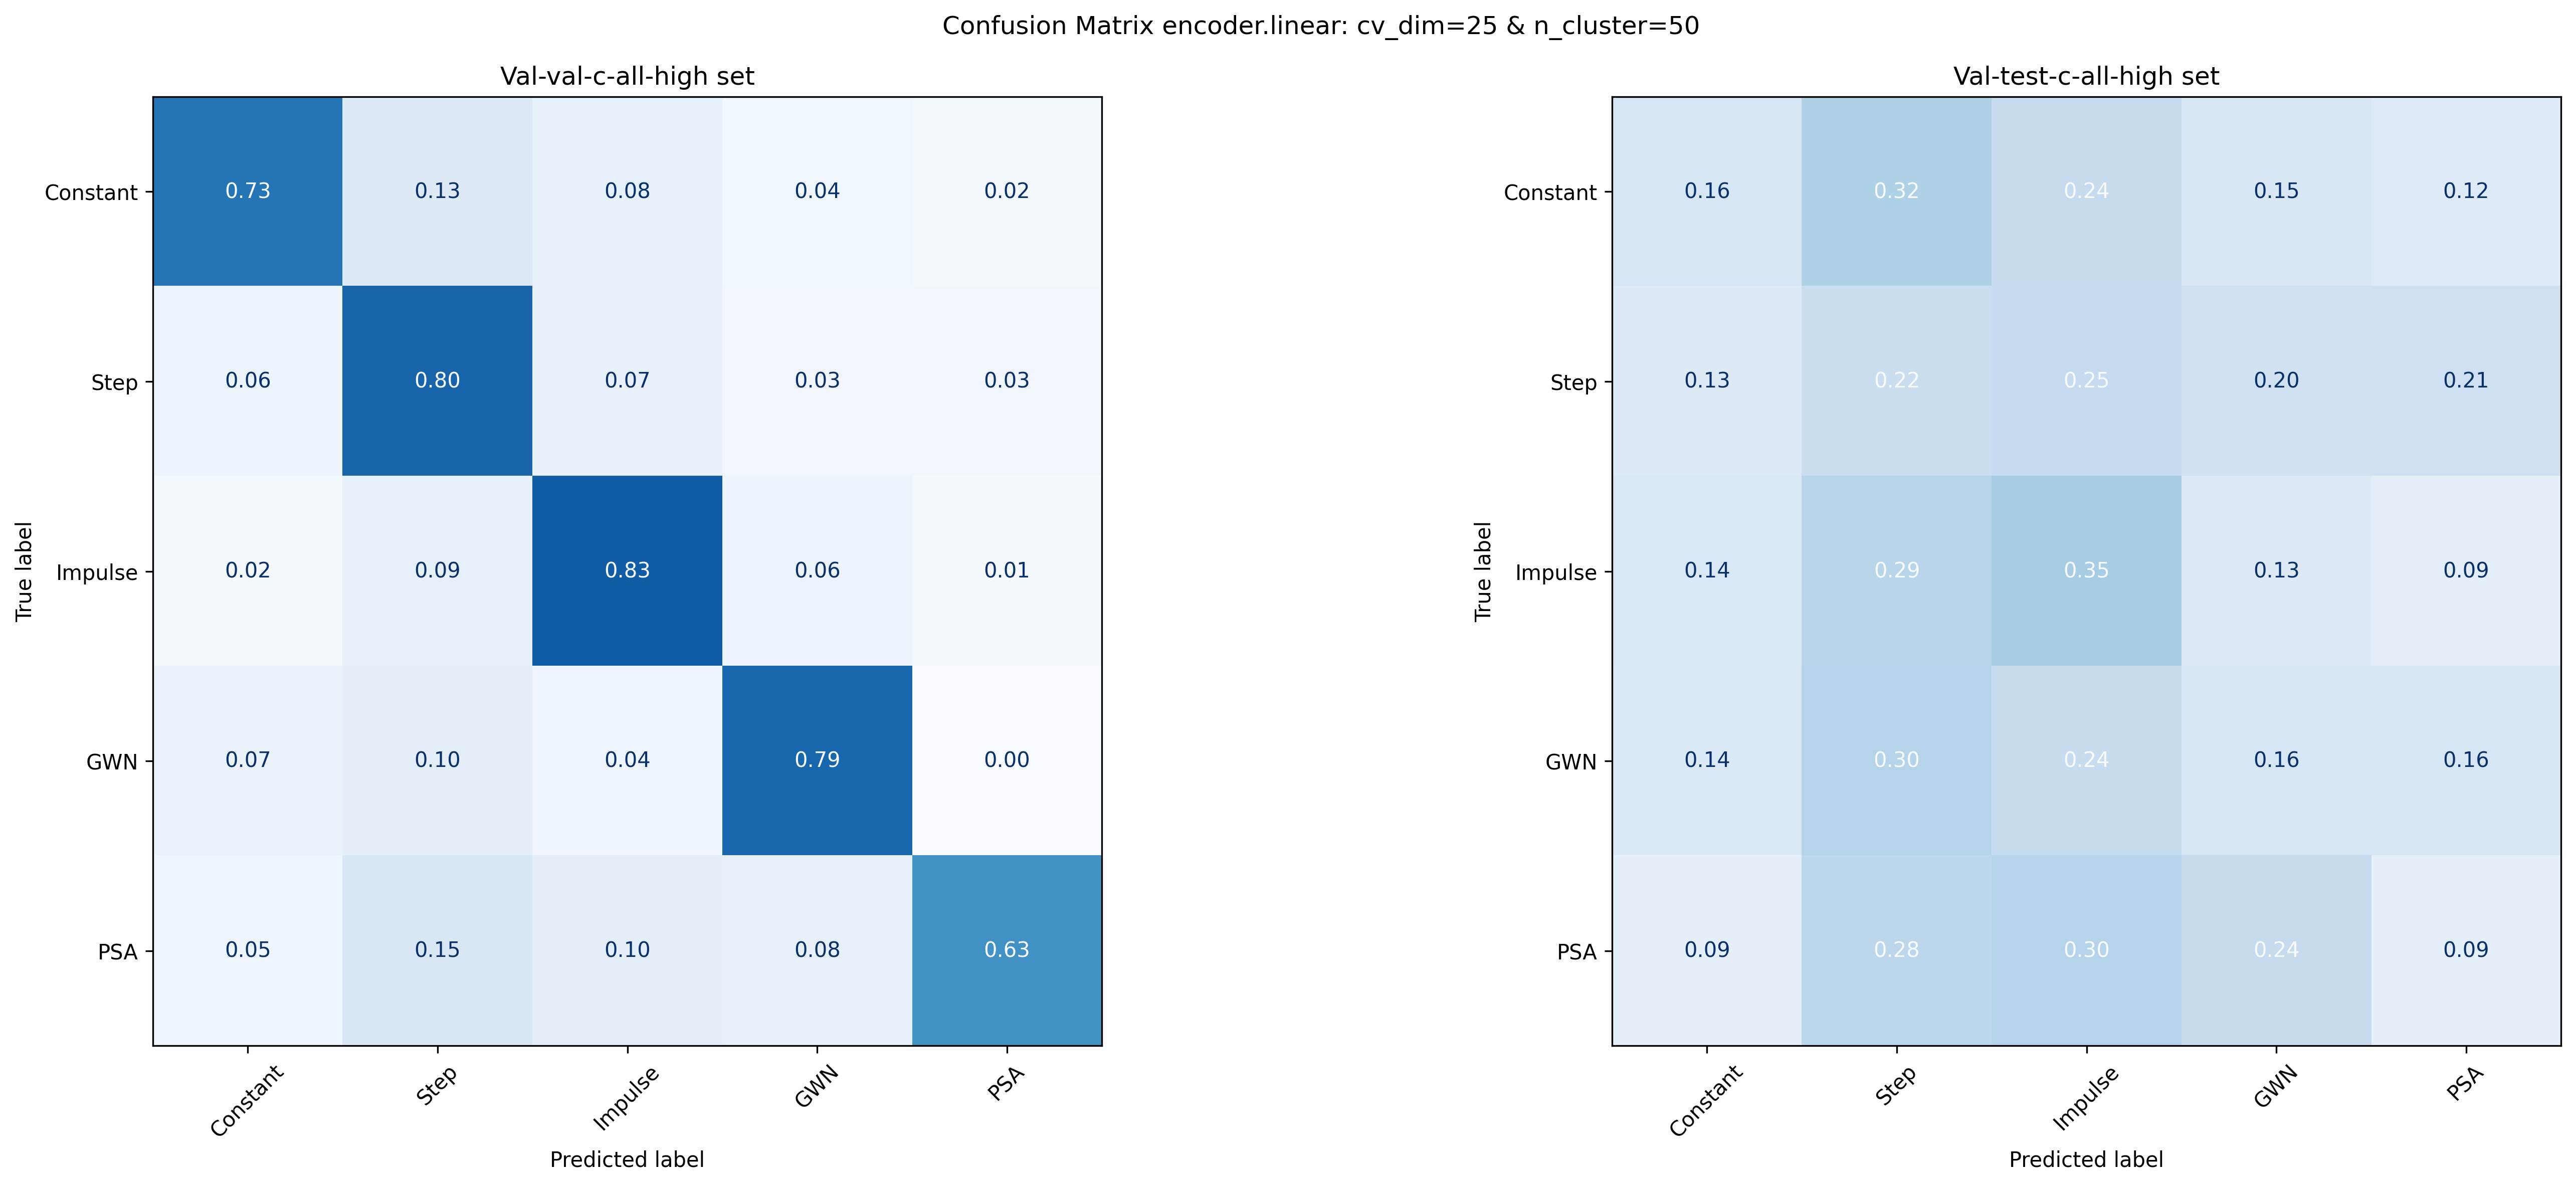 Confusion Matrix encoder.linear: cv_dim=25 & n_cluster=50
Val-val-c-all-high set
True label
Constant 0.73 0.13 0.08 0.04 0.02
Step 0.06 0.80 0.07 0.03 0.03
Impulse 0.02 0.09 0.83 0.06 0.01
GWN 0.07 0.10 0.04 0.79 0.00
PSA 0.05 0.15 0.10 0.08 0.63
Constant Step Impulse GWN PSA
Predicted label
Val-test-c-all-high set
True label
Constant 0.16 0.32 0.24 0.15 0.12
Step 0.13 0.22 0.25 0.20 0.21
Impulse 0.14 0.29 0.35 0.13 0.09
GWN 0.14 0.30 0.24 0.16 0.16
PSA 0.09 0.28 0.30 0.24 0.09
Constant Step Impulse GWN PSA
Predicted label